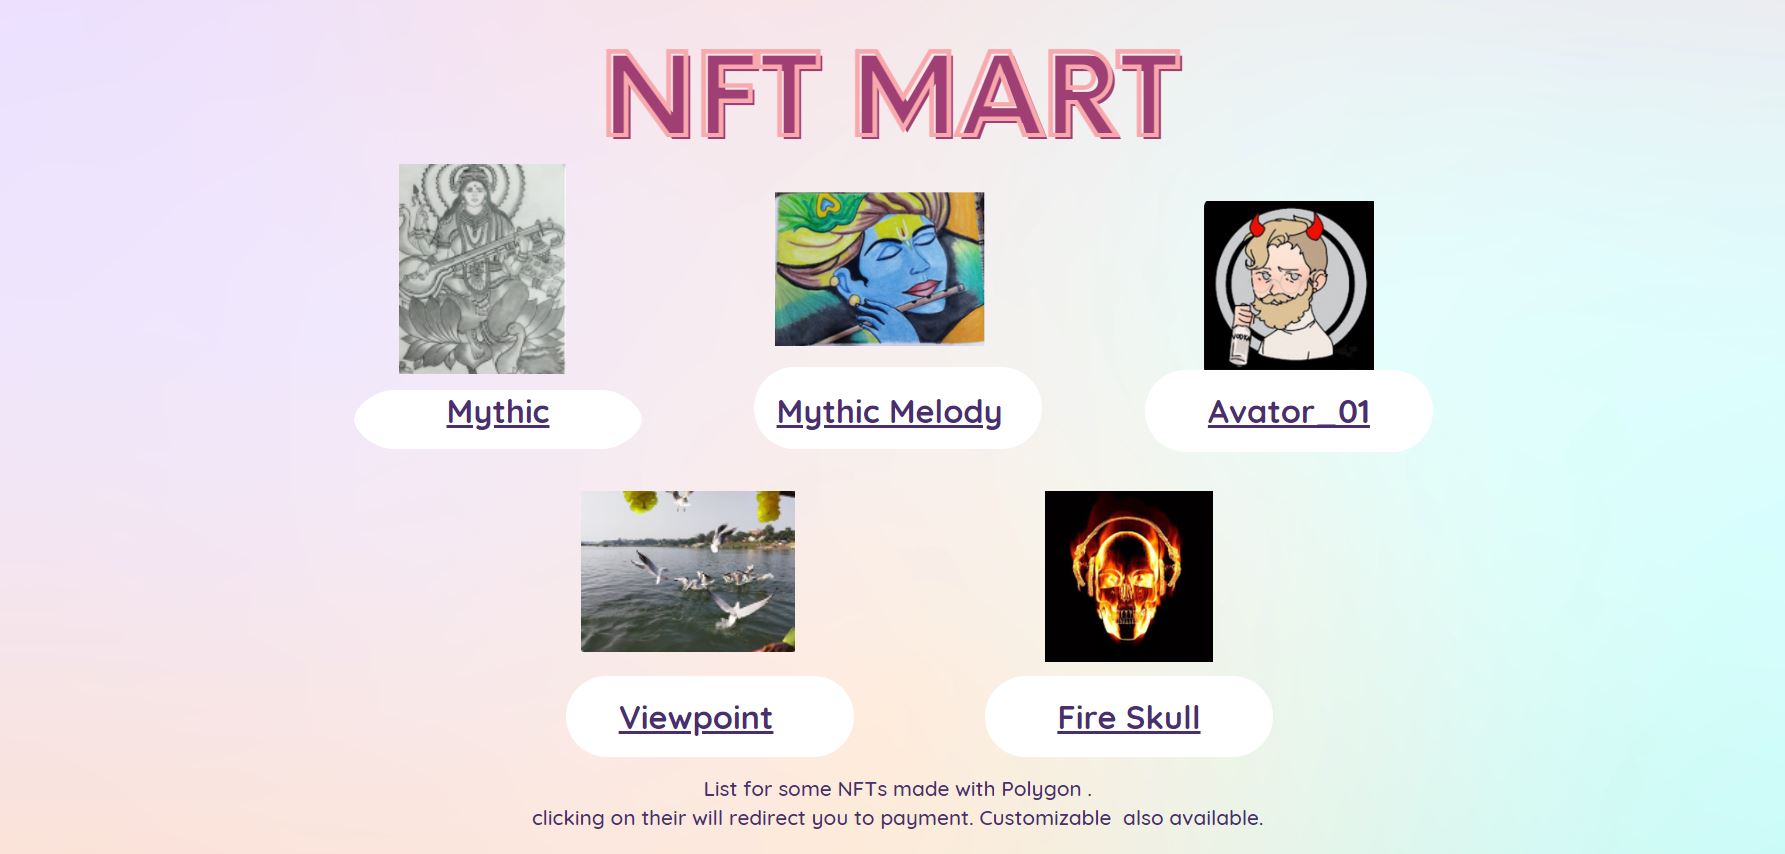 NFT MART
VODKA
Mythic
Mythic Melody
Avator_01
Viewpoint
Fire Skull
List for some NFTs made with Polygon .
clicking on their will redirect you to payment. Customizable also available.